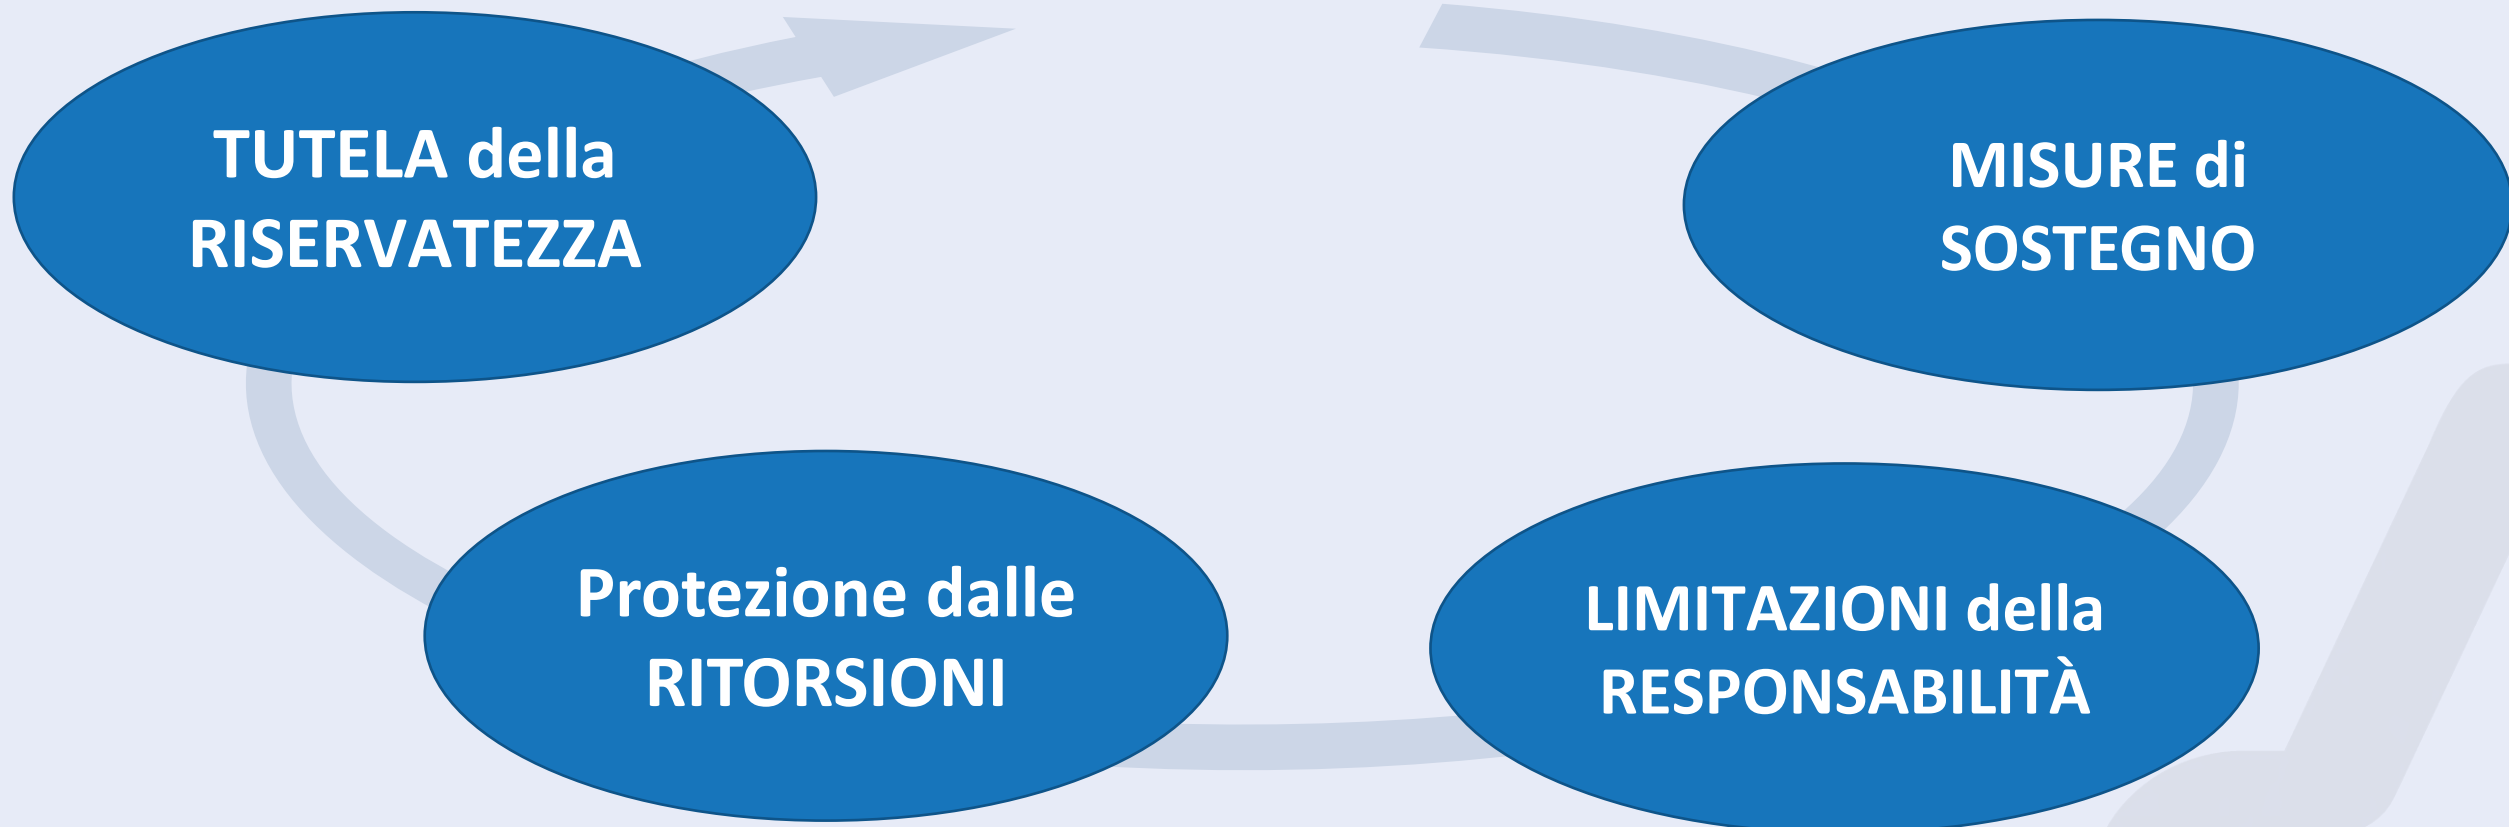 TUTELA della
RISERVATEZZA
MISURE di
SOSTEGNO
Protezione dalle
RITORSIONI
LIMITAZIONI della
RESPONSABILITÀ